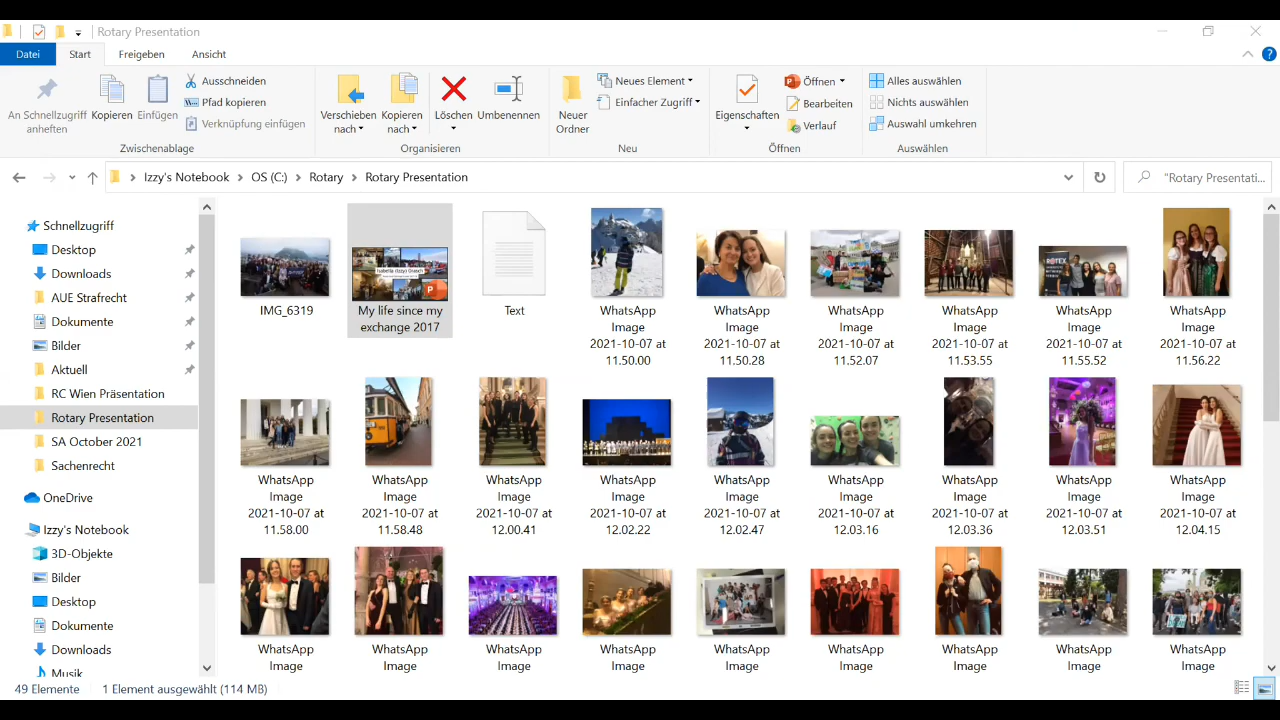 Rotary Presentation
Datei Start Freigeben Ansicht
An Schnellzugriff
anheften
Kopieren
Einfügen
Ausschneiden
Pfad kopieren
Verknüpfung einfügen
Zwischenablage
Verschieben
nach
Kopieren
nach
Löschen
Umbenennen
Organisieren
Neuer
Ordner
Neues Element
Einfacher Zugriff
Neu
Eigenschaften
Öffnen
Bearbeiten
Verlauf
Öffnen
Alles auswählen
Nichts auswählen
Auswahl umkehren
Auswählen
Izzy's Notebook OS (C:) Rotary Rotary Presentation
"Rotary Presentati...
Schnellzugriff
Desktop
Downloads
AUE Strafrecht
Dokumente
Bilder
Aktuell
RC Wien Präsentation
Rotary Presentation
SA October 2021
Sachenrecht
OneDrive
Izzy's Notebook
3D-Objekte
Bilder
Desktop
Dokumente
Downloads
Musik
IMG_6319
My life since my
exchange 2017
Text
WhatsApp
Image
2021-10-07 at
11.50.00
WhatsApp
Image
2021-10-07 at
11.50.28
WhatsApp
Image
2021-10-07 at
11.52.07
WhatsApp
Image
2021-10-07 at
11.53.55
ROTEX
WhatsApp
Image
2021-10-07 at
11.55.52
WhatsApp
Image
2021-10-07 at
11.56.22
WhatsApp
Image
2021-10-07 at
11.58.00
WhatsApp
Image
2021-10-07 at
11.58.48
WhatsApp
Image
2021-10-07 at
12.00.41
WhatsApp
Image
2021-10-07 at
12.02.22
WhatsApp
Image
2021-10-07 at
12.02.47
WhatsApp
Image
2021-10-07 at
12.03.16
WhatsApp
Image
2021-10-07 at
12.03.36
WhatsApp
Image
2021-10-07 at
12.03.51
WhatsApp
Image
2021-10-07 at
12.04.15
WhatsApp
Image
WhatsApp
Image
WhatsApp
Image
WhatsApp
Image
WhatsApp
Image
WhatsApp
Image
WhatsApp
Image
WhatsApp
Image
WhatsApp
Image
49 Elemente 1 Element ausgewählt (114 MB)